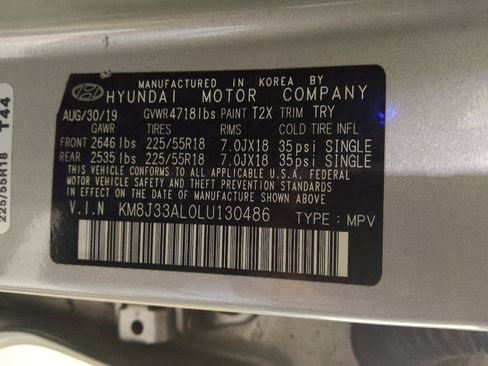 MANUFACTURED IN KOREA BY
HYUNDAI MOTOR COMPANY
AUG/30/19 GVWR4718lbs PAINT T2X TRIM TRY
GAWR TIRES RIMS COLD TIRE INFL
FRONT 2646lbs 225/55R18 7.0JX18 35psi SINGLE
REAR 2535lbs 225/55R18 7.0JX18 35psi SINGLE
THIS VEHICLE CONFORMS TO ALL APPLICABLE U.S.A FEDERAL
MOTOR VEHICLE SAFETY, BUMPER, AND THEFT PREVENTION
STANDARDS IN EFFECT ON THE DATE OF MANUFACTURE SHOWN ABOVE
V.I.N KM8J33AL0LU130486 TYPE : MPV
225/55R18 T44